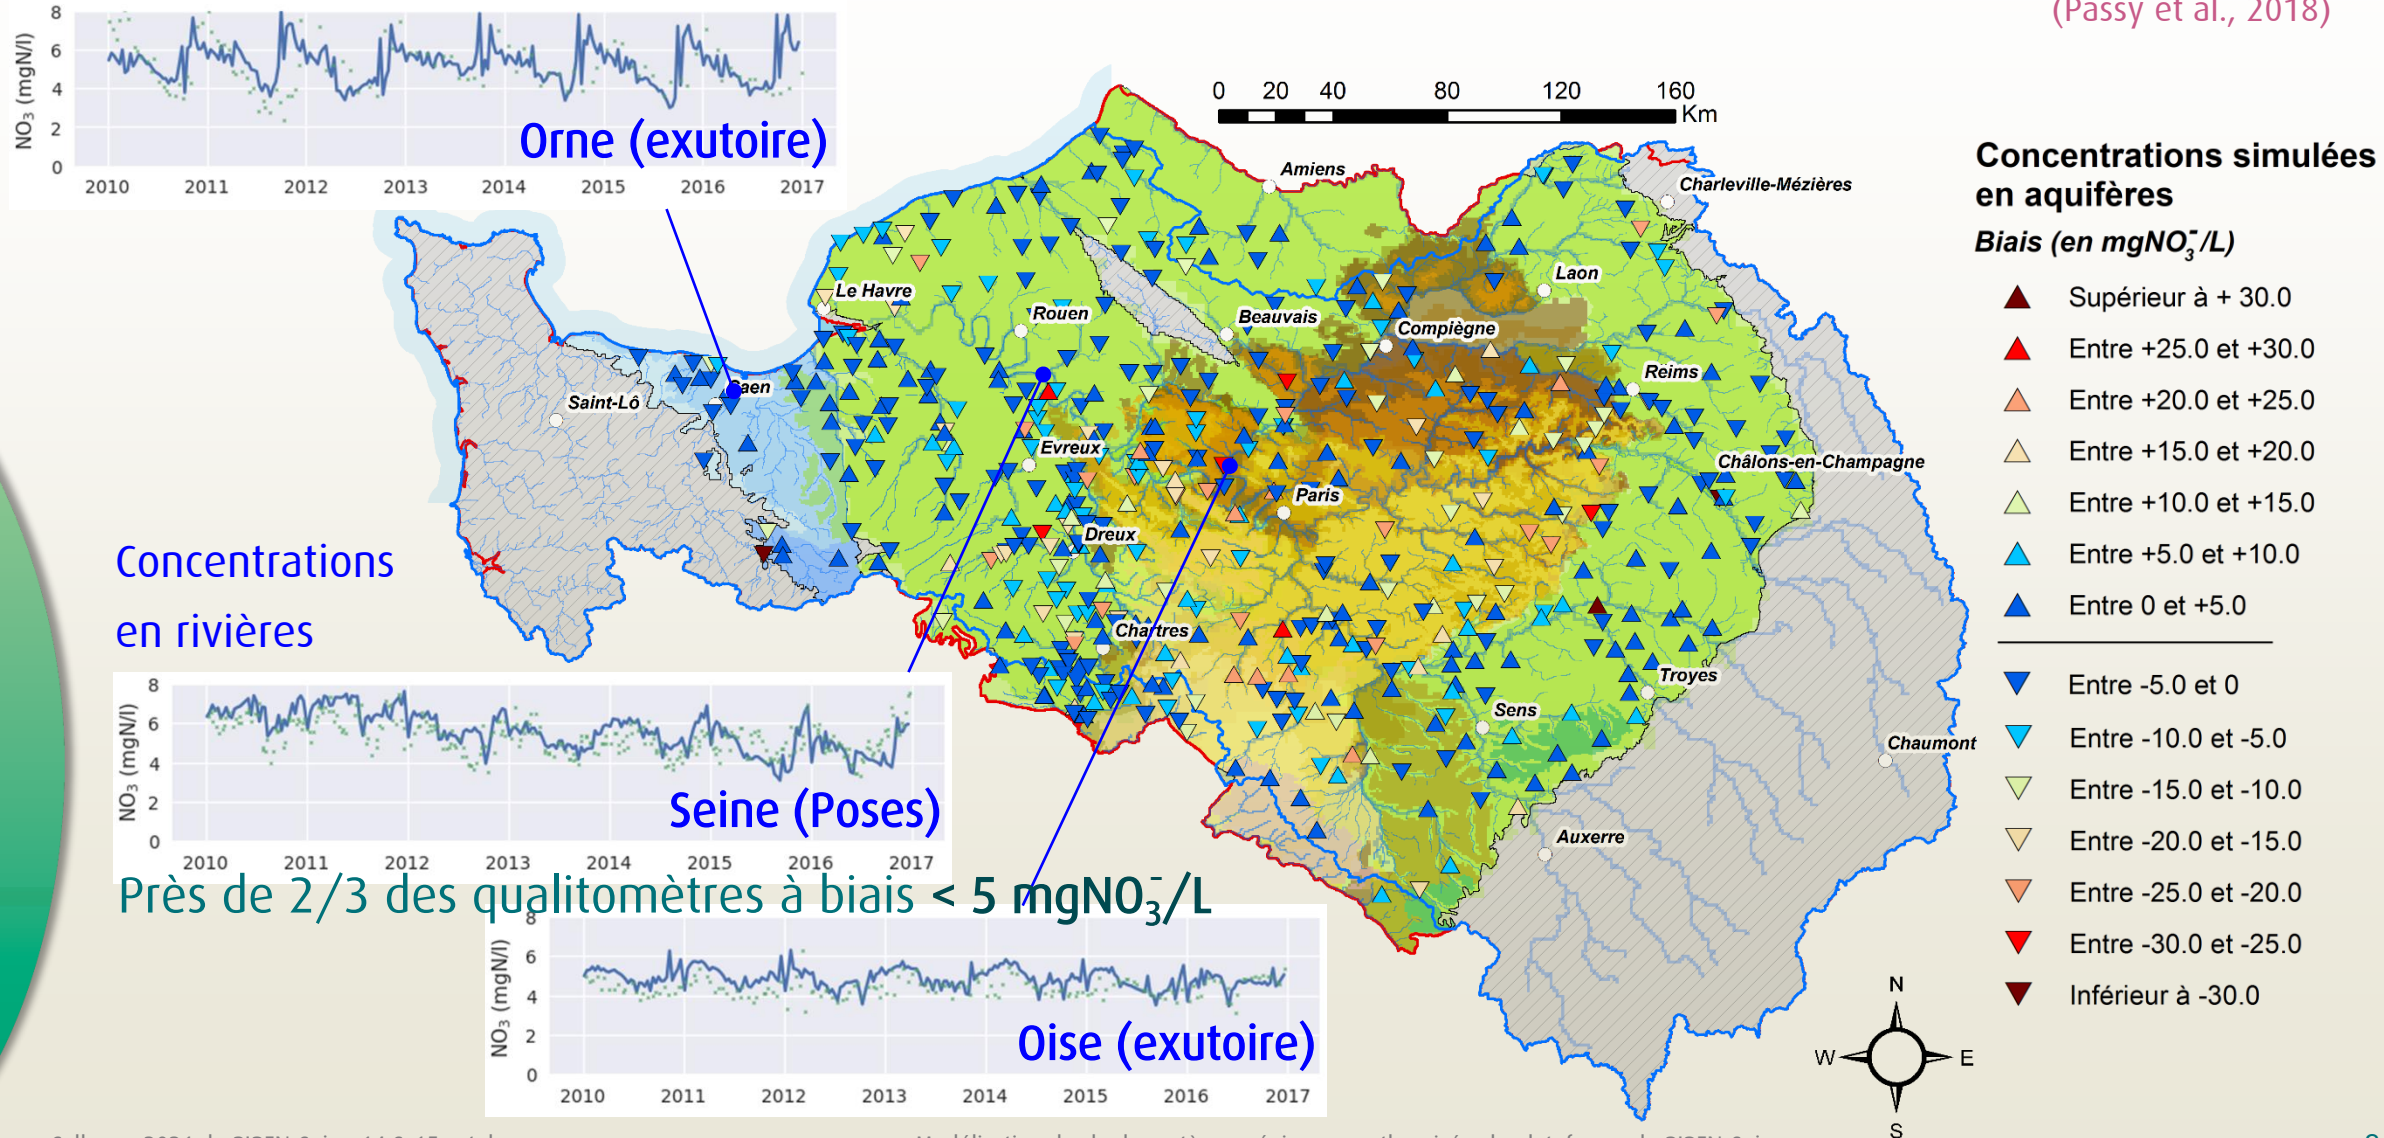 (Passy et al., 2018)
8
6
4
2
0
NO₃ (mgN/l)
Orne (exutoire)
2010 2011 2012 2013 2014 2015 2016 2017
0 20 40 80 120 160
Km
Amiens
Charleville-Mézières
Laon
Le Havre
Rouen
Beauvais
Compiègne
Reims
Caen
Saint-Lô
Evreux
Châlons-en-Champagne
Paris
Dreux
Chartres
Troyes
Sens
Chaumont
Auxerre
Concentrations simulées
en aquifères
Biais (en mgNO₃⁻/L)
Supérieur à + 30.0
Entre +25.0 et +30.0
Entre +20.0 et +25.0
Entre +15.0 et +20.0
Entre +10.0 et +15.0
Entre +5.0 et +10.0
Entre 0 et +5.0
Entre -5.0 et 0
Entre -10.0 et -5.0
Entre -15.0 et -10.0
Entre -20.0 et -15.0
Entre -25.0 et -20.0
Entre -30.0 et -25.0
Inférieur à -30.0
Concentrations
en rivières
8
6
4
2
0
NO₃ (mgN/l)
Seine (Poses)
2010 2011 2012 2013 2014 2015 2016 2017
Près de 2/3 des qualitomètres à biais < 5 mgNO₃⁻/L
8
6
4
2
0
NO₃ (mgN/l)
Oise (exutoire)
2010 2011 2012 2013 2014 2015 2016 2017
N
W E
S